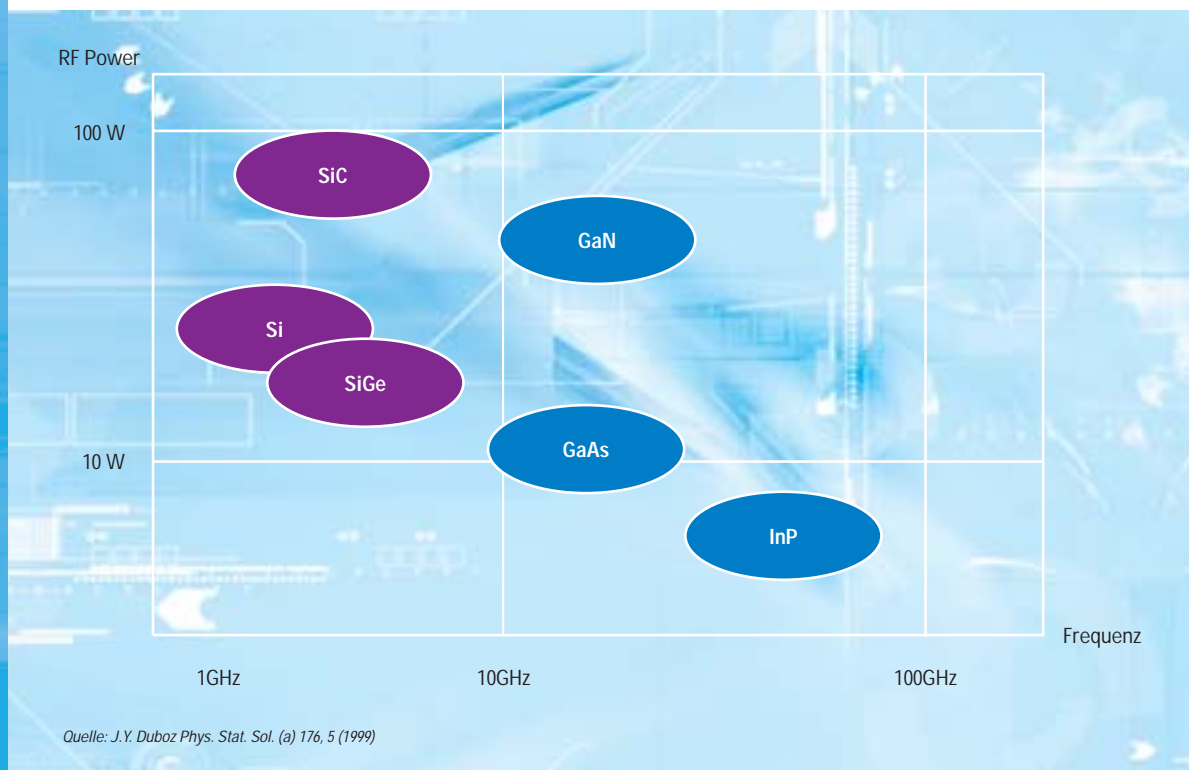 RF Power
100 W
SiC
GaN
Si
SiGe
GaAs
10 W
InP
Frequenz
1GHz
10GHz
100GHz
Quelle: J.Y. Duboz Phys. Stat. Sol. (a) 176, 5 (1999)